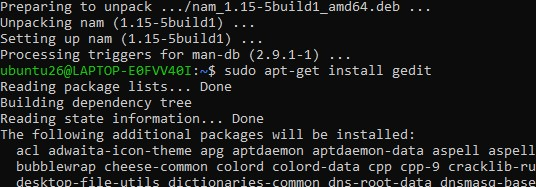 Preparing to unpack .../nam_1.15-5build1_amd64.deb ...
Unpacking nam (1.15-5build1) ...
Setting up nam (1.15-5build1) ...
Processing triggers for man-db (2.9.1-1) ...
ubuntu26@LAPTOP-E0FVV40I:~$ sudo apt-get install gedit
Reading package lists... Done
Building dependency tree
Reading state information... Done
The following additional packages will be installed:
acl adwaita-icon-theme apg aptdaemon aptdaemon-data aspell aspell
bubblewrap cheese-common colord colord-data cpp cpp-9 cracklib-ru
desktop-file-utils dictionaries-common dns-root-data dnsmasq-base